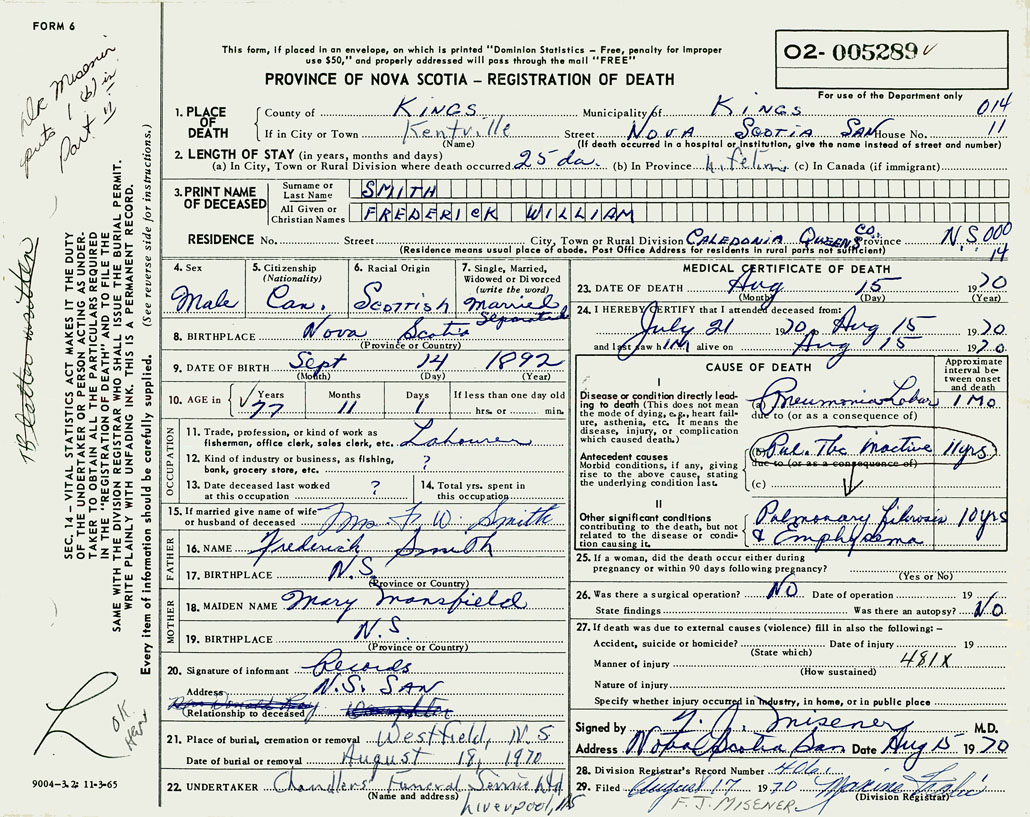 FORM 6
This form, if placed in an envelope, on which is printed "Dominion Statistics – Free, penalty for improper
use $50," and properly addressed will pass through the mail "FREE"
PROVINCE OF NOVA SCOTIA – REGISTRATION OF DEATH
O2- 005289
For use of the Department only
014
Dr Misener
puts 1 (b) in
Part II
SEC. 14 – VITAL STATISTICS ACT MAKES IT THE DUTY
OF THE UNDERTAKER OR PERSON ACTING AS UNDER-
TAKER TO OBTAIN ALL THE PARTICULARS REQUIRED
IN THE "REGISTRATION OF DEATH" AND TO FILE THE
SAME WITH THE DIVISION REGISTRAR WHO SHALL ISSUE THE BURIAL PERMIT.
WRITE PLAINLY WITH UNFADING INK. THIS IS A PERMANENT RECORD.
Every item of information should be carefully supplied. (See reverse side for instructions.)
TB letter written
OK
9004-3.2: 11-3-65
1. PLACE OF DEATH
County of KINGS Municipality of KINGS
If in City or Town Kentville Street NOVA SCOTIA SAN House No. 11
(Name) (If death occurred in a hospital or institution, give the name instead of street and number)
2. LENGTH OF STAY (in years, months and days)
(a) In City, Town or Rural Division where death occurred 25 da. (b) In Province (c) In Canada (if immigrant)
3. PRINT NAME OF DECEASED
Surname or Last Name SMITH
All Given or Christian Names FREDERICK WILLIAM
RESIDENCE No. Street City, Town or Rural Division CALEDONIA QUEENS CO. Province N.S. 000
(Residence means usual place of abode. Post Office Address for residents in rural parts not sufficient) 14
4. Sex Male
5. Citizenship (Nationality) Can.
6. Racial Origin Scottish
7. Single, Married, Widowed or Divorced (write the word) Married Separated
8. BIRTHPLACE Nova Scotia
(Province or Country)
9. DATE OF BIRTH Sept 14 1892
(Month) (Day) (Year)
10. AGE in Years 77 Months 11 Days 1 If less than one day old hrs. or min.
OCCUPATION
11. Trade, profession or kind of work as fisherman, office clerk, sales clerk, etc. Labourer
12. Kind of industry or business, as fishing, bank, grocery store, etc. ?
13. Date deceased last worked at this occupation ?
14. Total yrs. spent in this occupation
15. If married give name of wife or husband of deceased Mrs. F. W. Smith
FATHER
16. NAME Frederick Smith
17. BIRTHPLACE N.S.
(Province or Country)
MOTHER
18. MAIDEN NAME Mary Mansfield
19. BIRTHPLACE N.S.
(Province or Country)
20. Signature of informant Records
Address N.S. SAN
(Relationship to deceased) Daughter
21. Place of burial, cremation or removal Westfield, N.S
Date of burial or removal August 18, 1970
22. UNDERTAKER Chandlers Funeral Service Ltd
(Name and address) Liverpool, NS
MEDICAL CERTIFICATE OF DEATH
23. DATE OF DEATH Aug 15 1970
(Month) (Day) (Year)
24. I HEREBY CERTIFY that I attended deceased from:
July 21 1970, Aug 15 1970
and last saw him alive on Aug 15 1970
CAUSE OF DEATH
Approximate interval between onset and death
I
Disease or condition directly leading to death (This does not mean the mode of dying, e.g., heart failure, asthenia, etc. It means the disease, injury, or complication which caused death.)
(a) Pneumonia Lobar 1 Mo
due to (or as a consequence of)
Antecedent causes
Morbid conditions, if any, giving rise to the above cause, stating the underlying condition last.
(b) Pul. Tbc Inactive 11 yrs
due to (or as a consequence of)
(c)
II
Other significant conditions contributing to the death, but not related to the disease or condition causing it.
Pulmonary fibrosis 10 yrs
& Emphysema
25. If a woman, did the death occur either during pregnancy or within 90 days following pregnancy?
(Yes or No)
26. Was there a surgical operation? NO Date of operation 19
State findings Was there an autopsy? NO
27. If death was due to external causes (violence) fill in also the following: –
Accident, suicide or homicide? Date of injury 19
(State which)
Manner of injury 481X
(How sustained)
Nature of injury
Specify whether injury occurred in industry, in home, or in public place
Signed by F. J. Misener M.D.
Address Nova Scotia San Date Aug 15 1970
28. Division Registrar's Record Number
29. Filed August 17 1970
F. J. MISENER (Division Registrar)